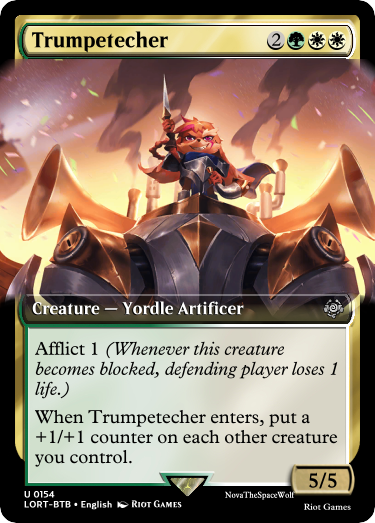 Trumpetecher 2
Creature — Yordle Artificer
Afflict 1 (Whenever this creature
becomes blocked, defending player loses 1
life.)
When Trumpetecher enters, put a
+1/+1 counter on each other creature
you control.
5/5
U 0154
LORT-BTB • English Riot Games NovaTheSpaceWolf Riot Games